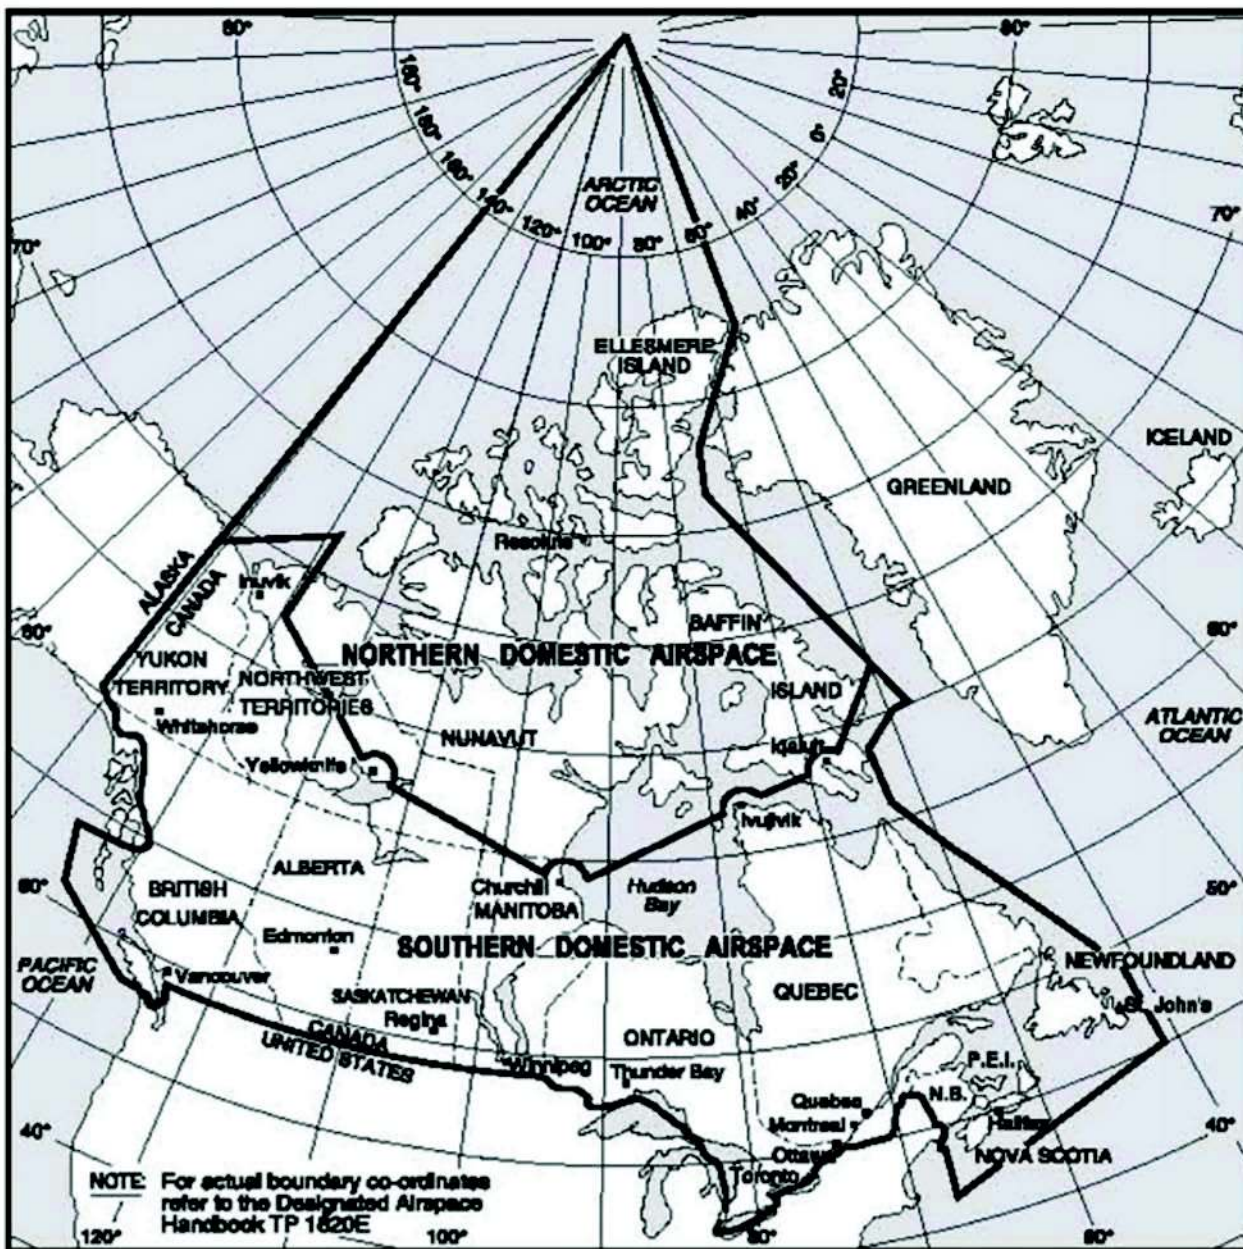 80°
80°
180°
180°
160°
140°
120°
100°
80°
60°
40°
20°
0°
20°
ARCTIC
OCEAN
70°
70°
ELLESMERE
ISLAND
ICELAND
GREENLAND
Resolute
ALASKA
CANADA
Inuvik
BAFFIN
ISLAND
60°
60°
YUKON
TERRITORY
NORTHERN DOMESTIC AIRSPACE
NORTHWEST
TERRITORIES
Whitehorse
NUNAVUT
Iqaluit
ATLANTIC
OCEAN
Yellowknife
Ivujivik
ALBERTA
50°
50°
BRITISH
COLUMBIA
Churchill
MANITOBA
Hudson
Bay
Edmonton
SOUTHERN DOMESTIC AIRSPACE
PACIFIC
OCEAN
Vancouver
NEWFOUNDLAND
St. John's
SASKATCHEWAN
Regina
QUEBEC
CANADA
UNITED STATES
ONTARIO
Winnipeg
Thunder Bay
P.E.I.
N.B.
Quebec
Montreal
Ottawa
Toronto
Halifax
NOVA SCOTIA
40°
40°
NOTE: For actual boundary co-ordinates
refer to the Designated Airspace
Handbook TP 1820E
120°
100°
80°
60°